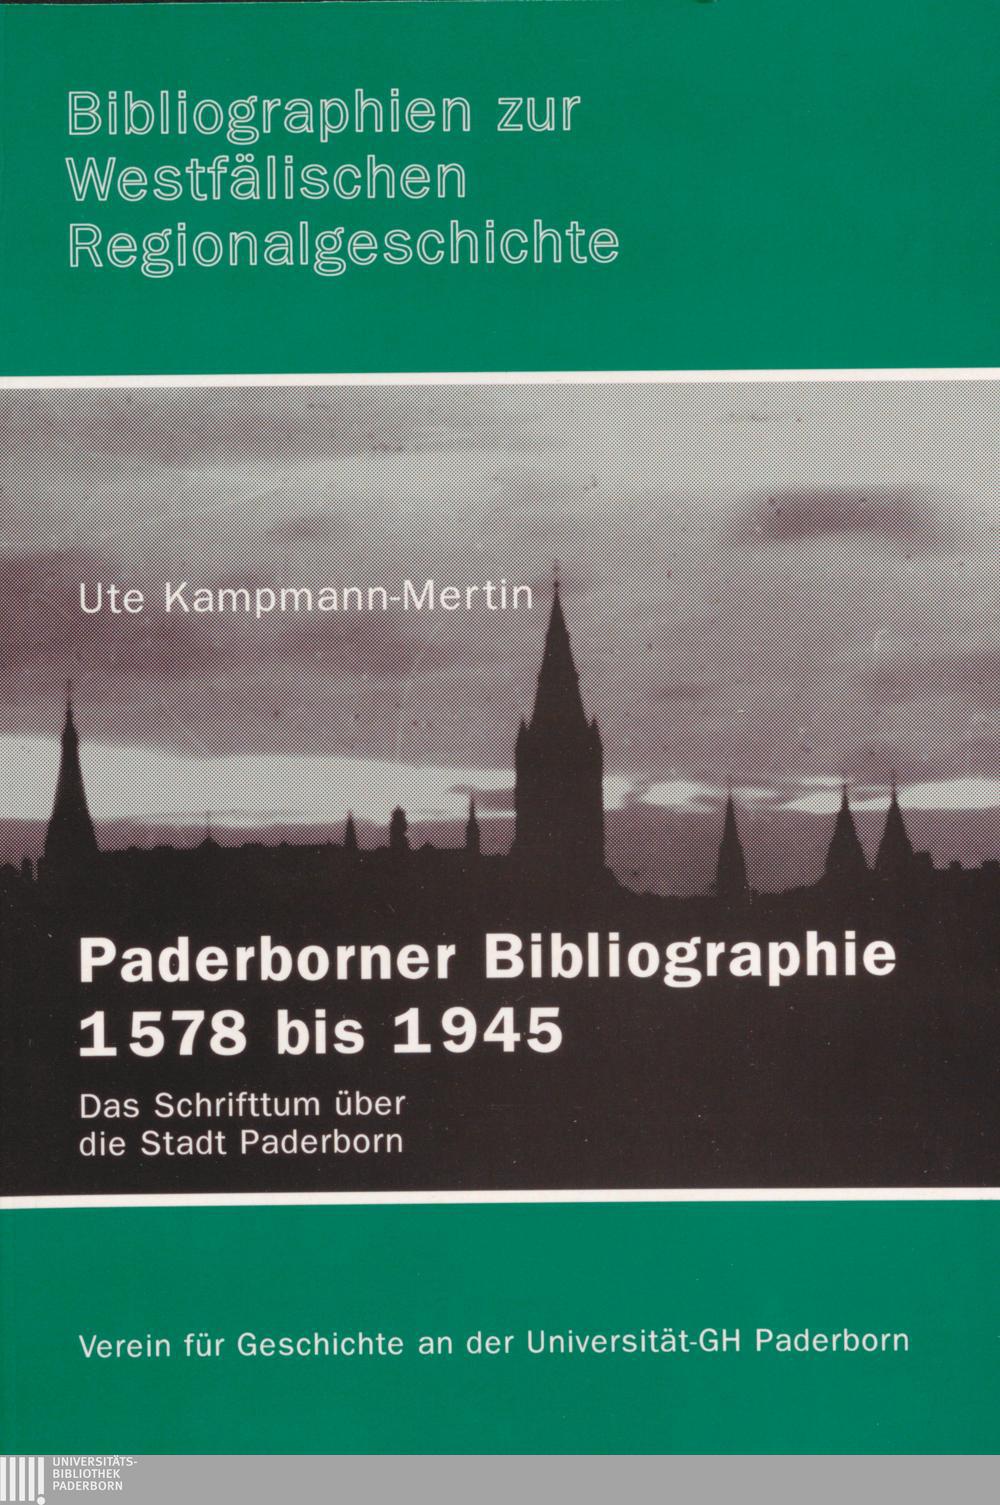 Bibliographien zur
Westfälischen
Regionalgeschichte
Ute Kampmann-Mertin
Paderborner Bibliographie
1578 bis 1945
Das Schrifttum über
die Stadt Paderborn
Verein für Geschichte an der Universität-GH Paderborn
UNIVERSITÄTS-
BIBLIOTHEK
PADERBORN